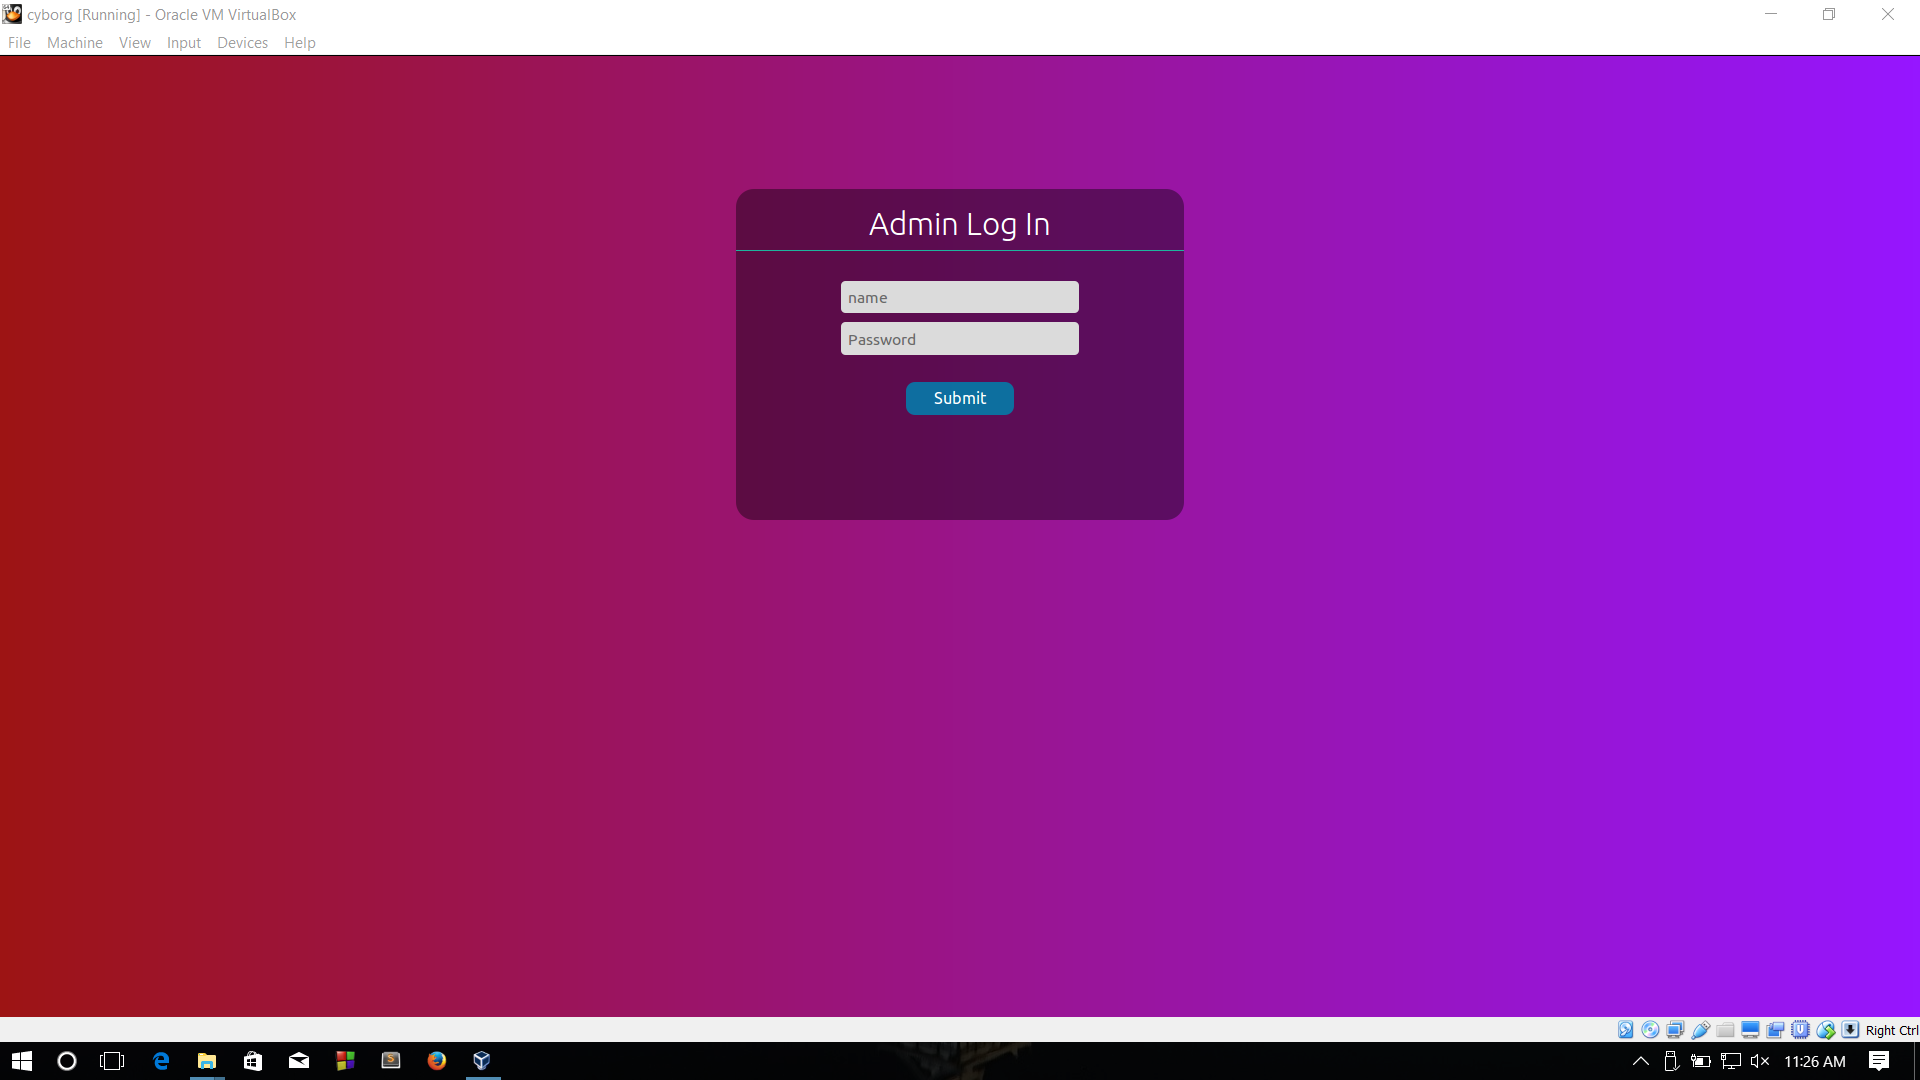 cyborg [Running] - Oracle VM VirtualBox
File Machine View Input Devices Help
Admin Log In
name
Password
Submit
Right Ctrl
11:26 AM